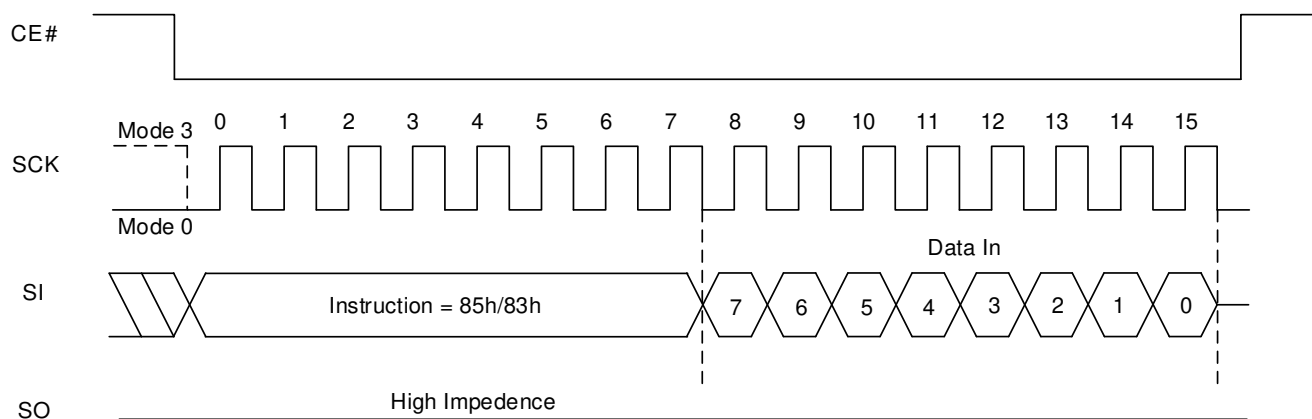 CE#
Mode 3 0 1 2 3 4 5 6 7 8 9 10 11 12 13 14 15
SCK
Mode 0
Data In
SI Instruction = 85h/83h 7 6 5 4 3 2 1 0
High Impedence
SO